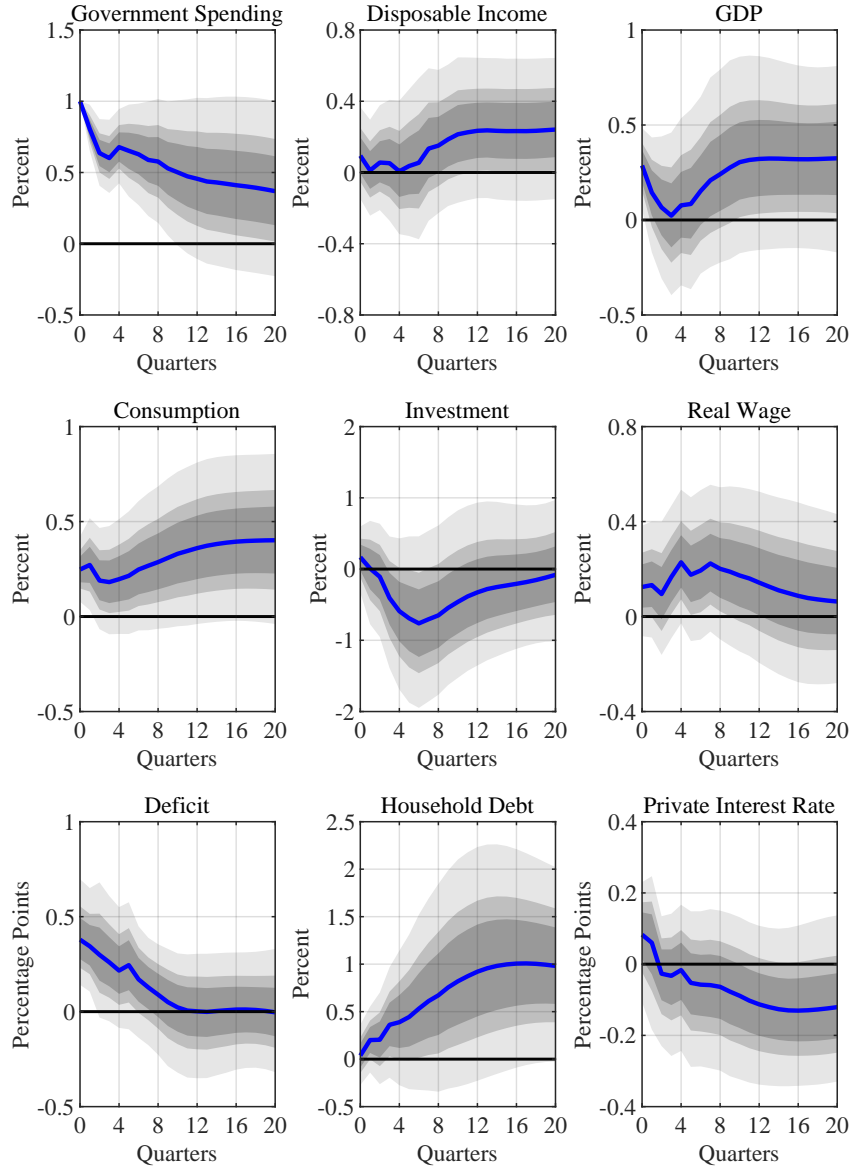 Government Spending
Disposable Income
GDP
1.5
1
0.5
0
-0.5
Percent
0 4 8 12 16 20
Quarters
0.8
0.4
0
-0.4
-0.8
Percent
0 4 8 12 16 20
Quarters
1
0.5
0
-0.5
Percent
0 4 8 12 16 20
Quarters
Consumption
Investment
Real Wage
1
0.5
0
-0.5
Percent
0 4 8 12 16 20
Quarters
2
1
0
-1
-2
Percent
0 4 8 12 16 20
Quarters
0.8
0.4
0
-0.4
Percent
0 4 8 12 16 20
Quarters
Deficit
Household Debt
Private Interest Rate
1
0.5
0
-0.5
Percentage Points
0 4 8 12 16 20
Quarters
2.5
2
1.5
1
0.5
0
-0.5
Percent
0 4 8 12 16 20
Quarters
0.4
0.2
0
-0.2
-0.4
Percentage Points
0 4 8 12 16 20
Quarters